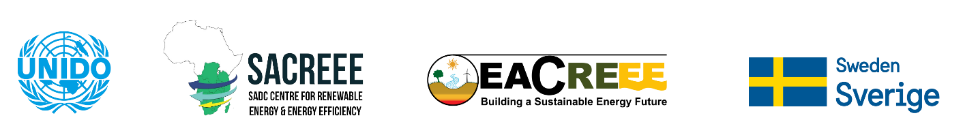 UNIDO
SACREEE
SADC CENTRE FOR RENEWABLE
ENERGY & ENERGY EFFICIENCY
EACREEE
Building a Sustainable Energy Future
Sweden
Sverige